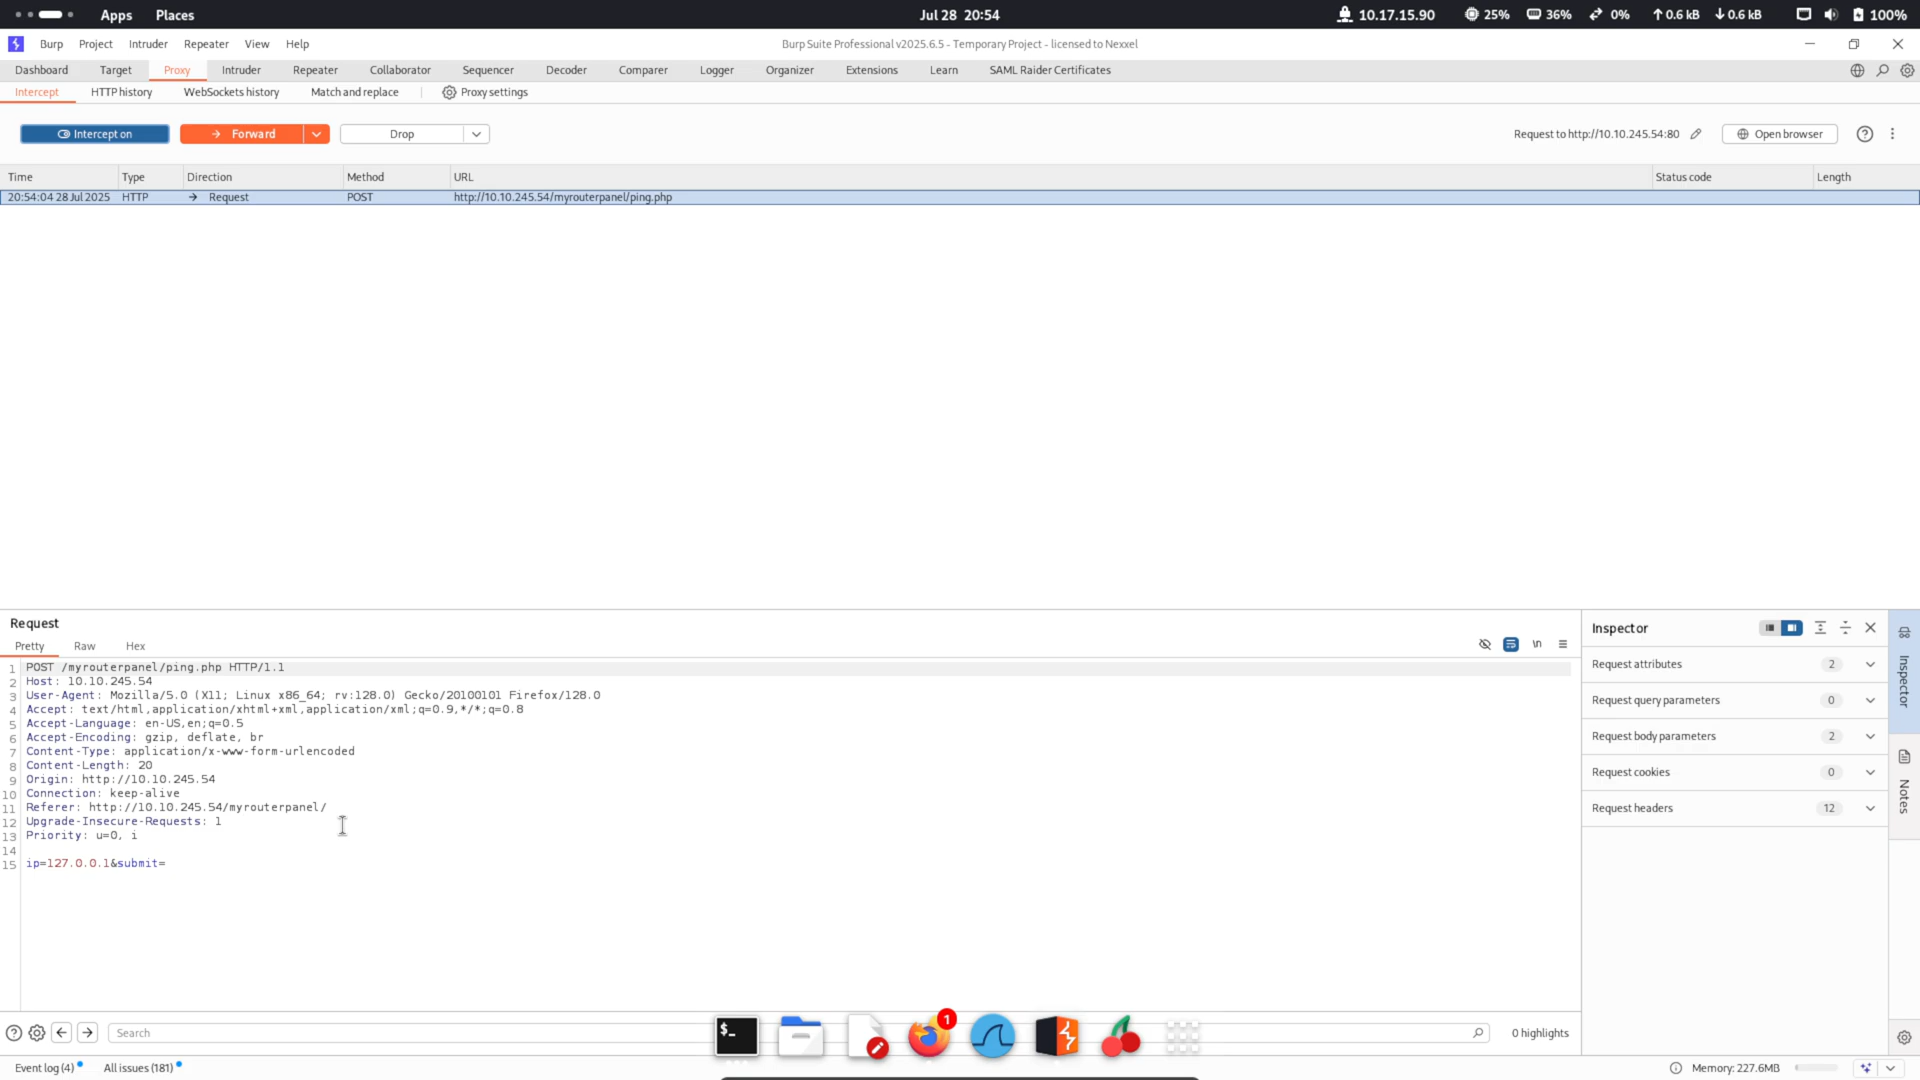 Apps Places Jul 28 20:54 10.17.15.90 25% 36% 0% ↑0.6 kB ↓0.6 kB 100%
Burp Project Intruder Repeater View Help Burp Suite Professional v2025.6.5 - Temporary Project - licensed to Nexxel
Dashboard Target Proxy Intruder Repeater Collaborator Sequencer Decoder Comparer Logger Organizer Extensions Learn SAML Raider Certificates
Intercept HTTP history WebSockets history Match and replace Proxy settings
Intercept on Forward Drop Request to http://10.10.245.54:80 Open browser
Time Type Direction Method URL Status code Length
20:54:04 28 Jul 2025 HTTP → Request POST http://10.10.245.54/myrouterpanel/ping.php
Request
Pretty Raw Hex \n
1 POST /myrouterpanel/ping.php HTTP/1.1
2 Host: 10.10.245.54
3 User-Agent: Mozilla/5.0 (X11; Linux x86_64; rv:128.0) Gecko/20100101 Firefox/128.0
4 Accept: text/html,application/xhtml+xml,application/xml;q=0.9,*/*;q=0.8
5 Accept-Language: en-US,en;q=0.5
6 Accept-Encoding: gzip, deflate, br
7 Content-Type: application/x-www-form-urlencoded
8 Content-Length: 20
9 Origin: http://10.10.245.54
10 Connection: keep-alive
11 Referer: http://10.10.245.54/myrouterpanel/
12 Upgrade-Insecure-Requests: 1
13 Priority: u=0, i
14
15 ip=127.0.0.1&submit=
Inspector
Request attributes 2
Request query parameters 0
Request body parameters 2
Request cookies 0
Request headers 12
Inspector
Notes
Search 0 highlights
$_
1
Event log (4) All issues (181) Memory: 227.6MB